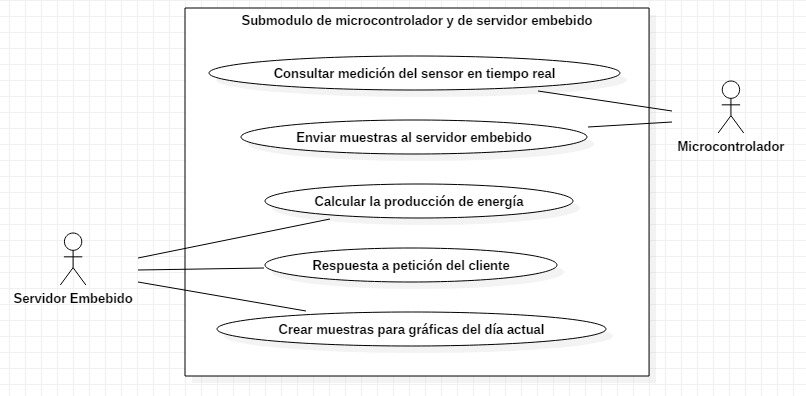 Submodulo de microcontrolador y de servidor embebido
Consultar medición del sensor en tiempo real
Enviar muestras al servidor embebido
Microcontrolador
Calcular la producción de energía
Respuesta a petición del cliente
Servidor Embebido
Crear muestras para gráficas del día actual